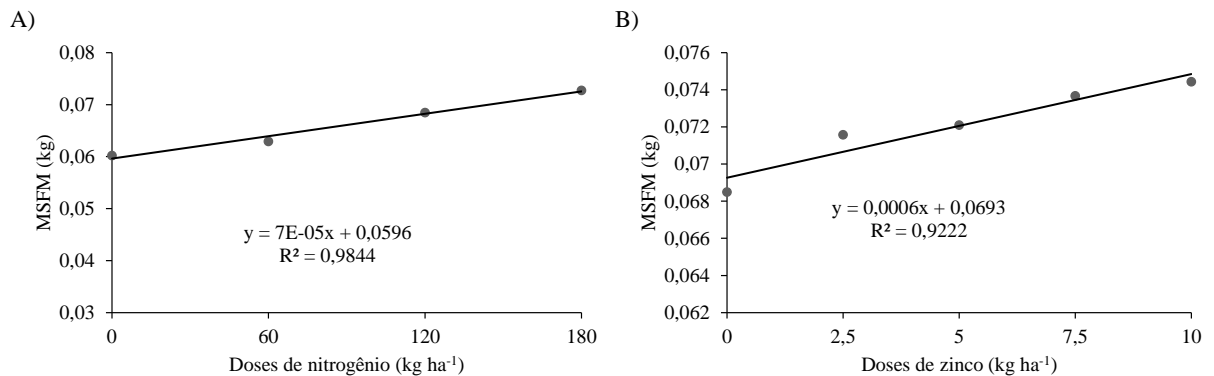 A)
0,08
0,07
0,06
0,05
0,04
0,03
MSFM (kg)
y = 7E-05x + 0,0596
R² = 0,9844
0
60
120
180
Doses de nitrogênio (kg ha⁻¹)
B)
0,076
0,074
0,072
0,07
0,068
0,066
0,064
0,062
MSFM (kg)
y = 0,0006x + 0,0693
R² = 0,9222
0
2,5
5
7,5
10
Doses de zinco (kg ha⁻¹)